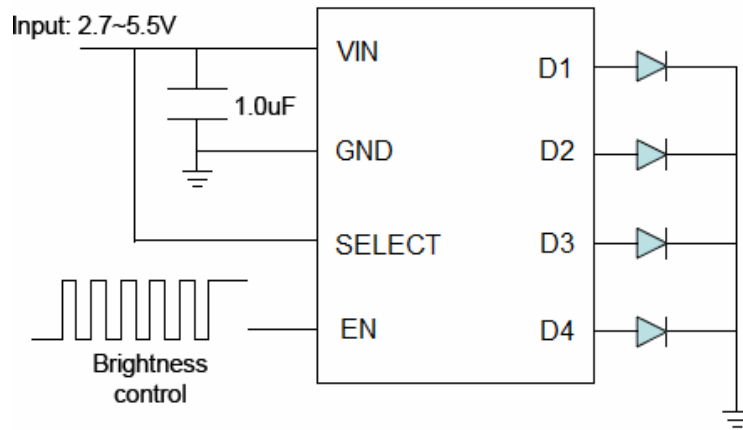 Input: 2.7~5.5V
VIN
D1
1.0uF
GND
D2
SELECT
D3
EN
D4
Brightness
control